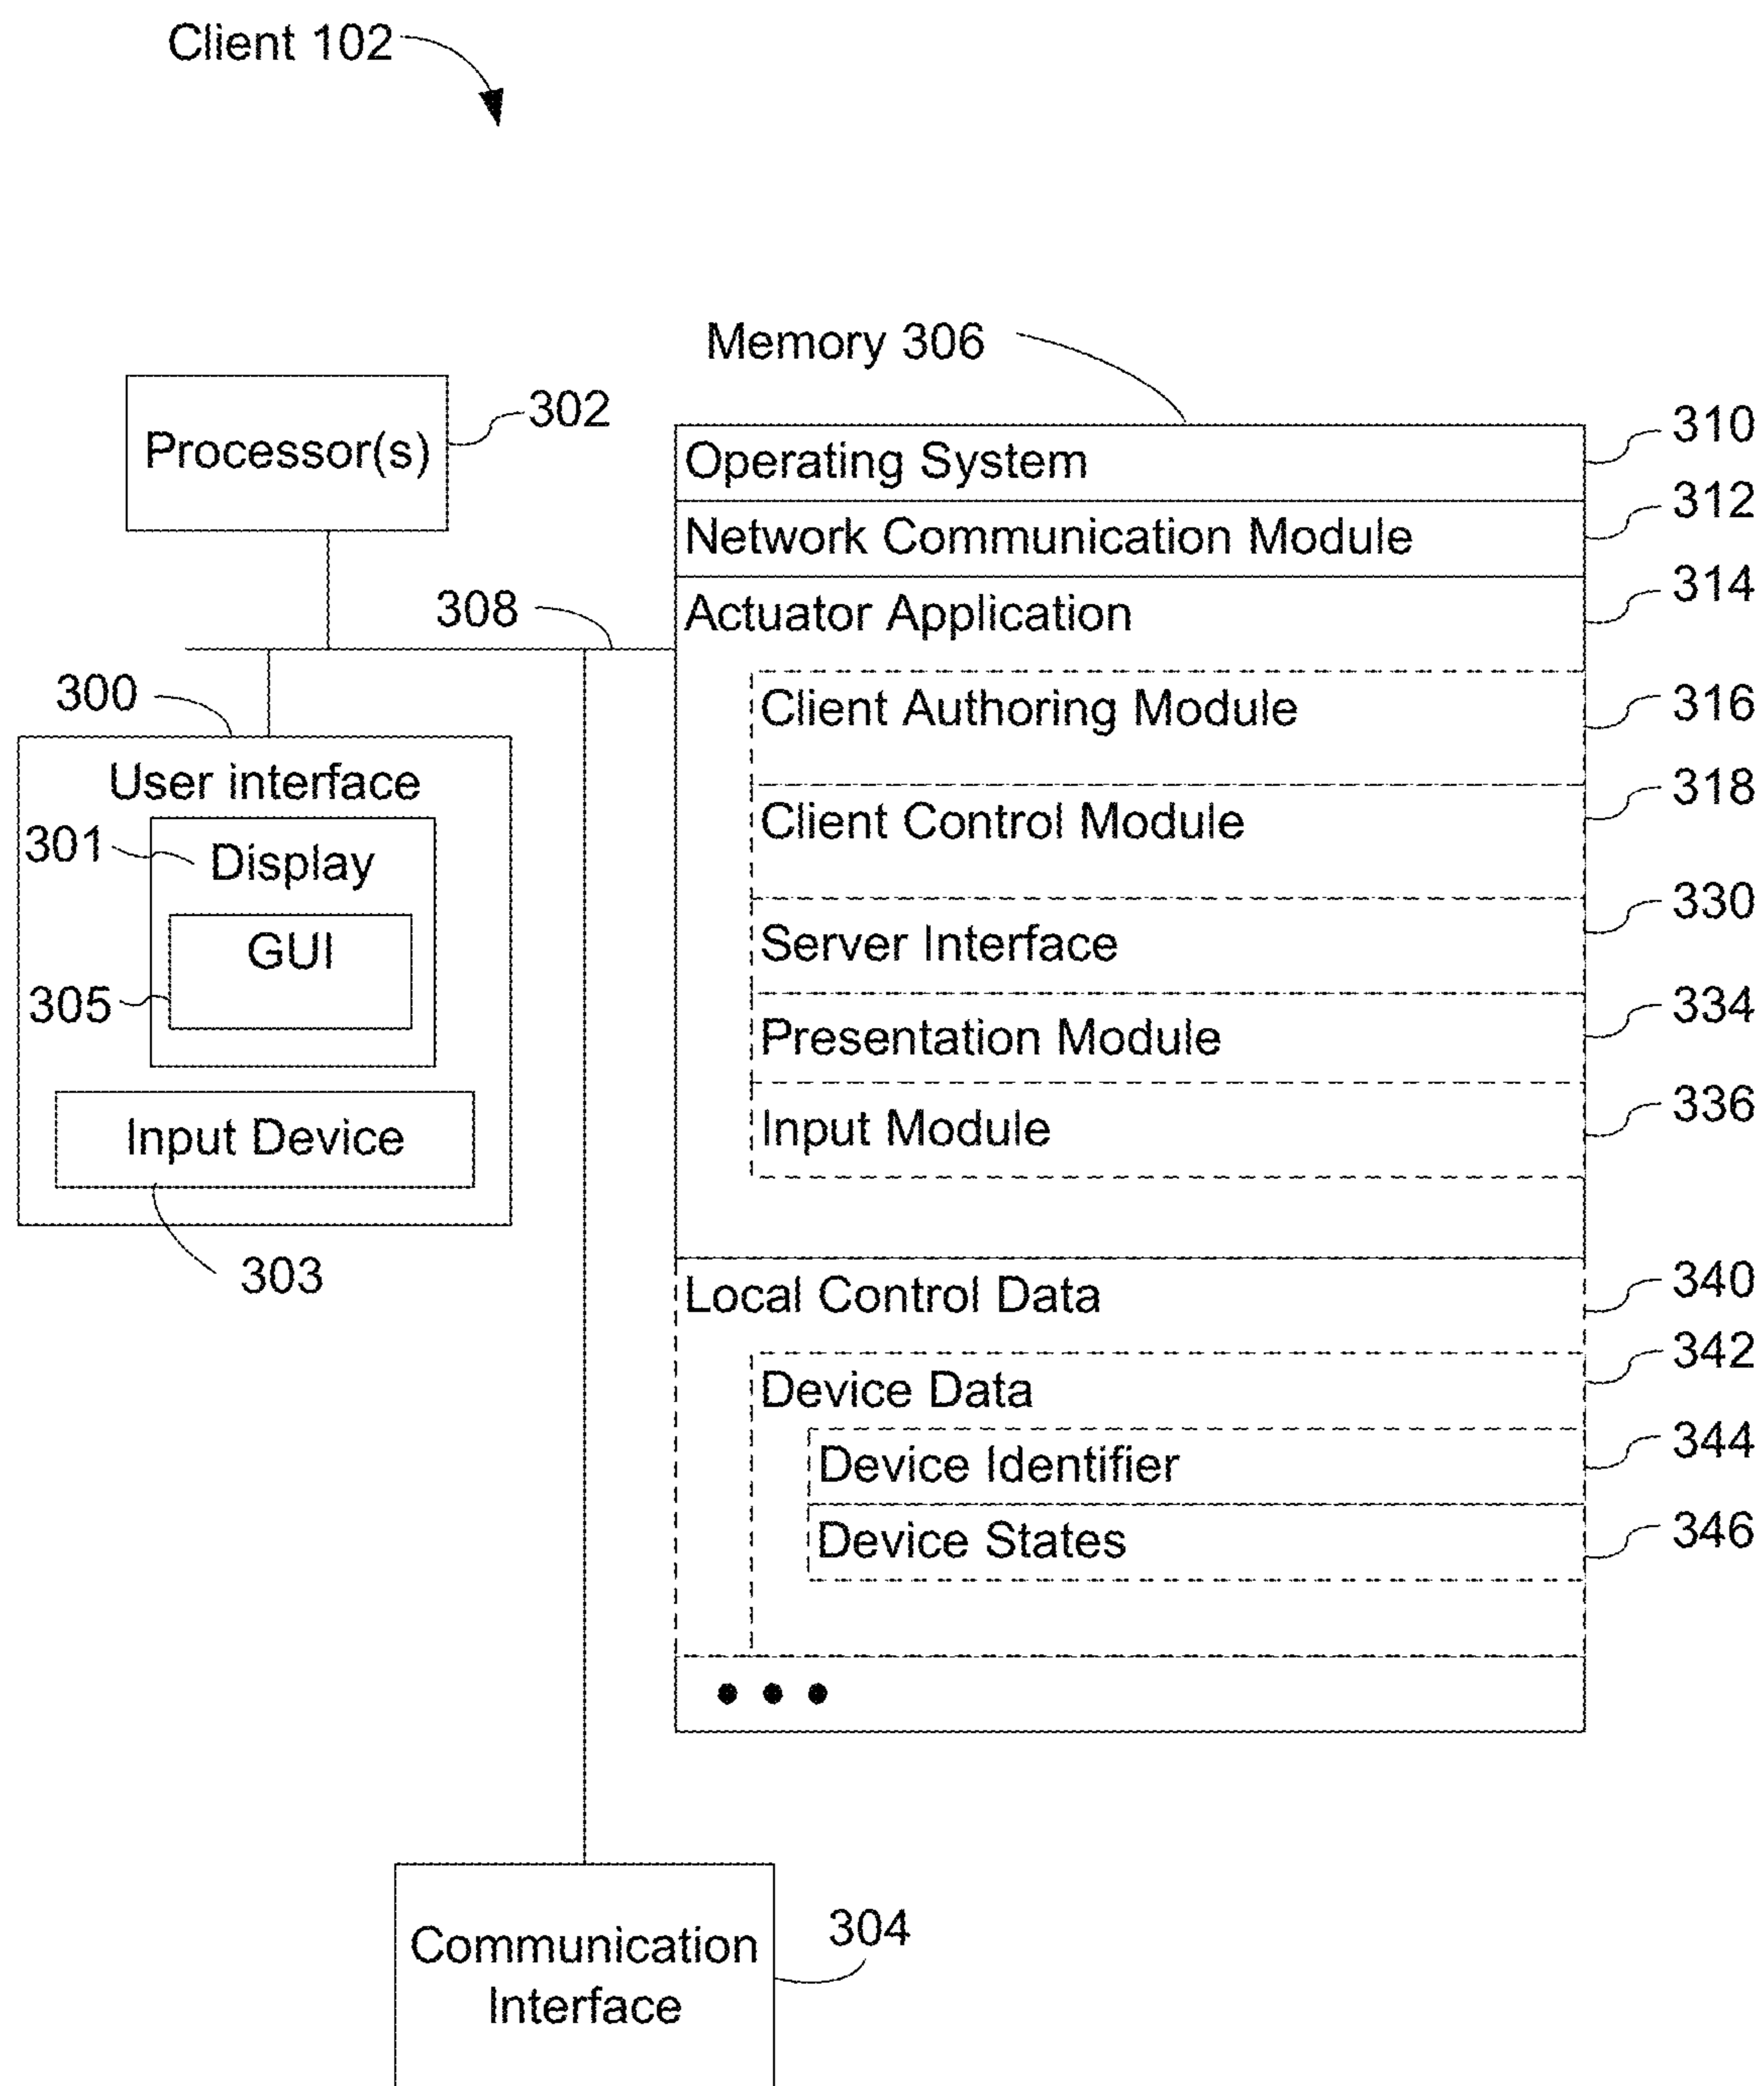 Client 102
Memory 306
Processor(s)
302
Operating System
310
Network Communication Module
312
Actuator Application
314
308
Client Authoring Module
316
Client Control Module
318
Server Interface
330
Presentation Module
334
Input Module
336
300
User interface
301
Display
GUI
305
Input Device
303
Local Control Data
340
Device Data
342
Device Identifier
344
Device States
346
Communication
Interface
304